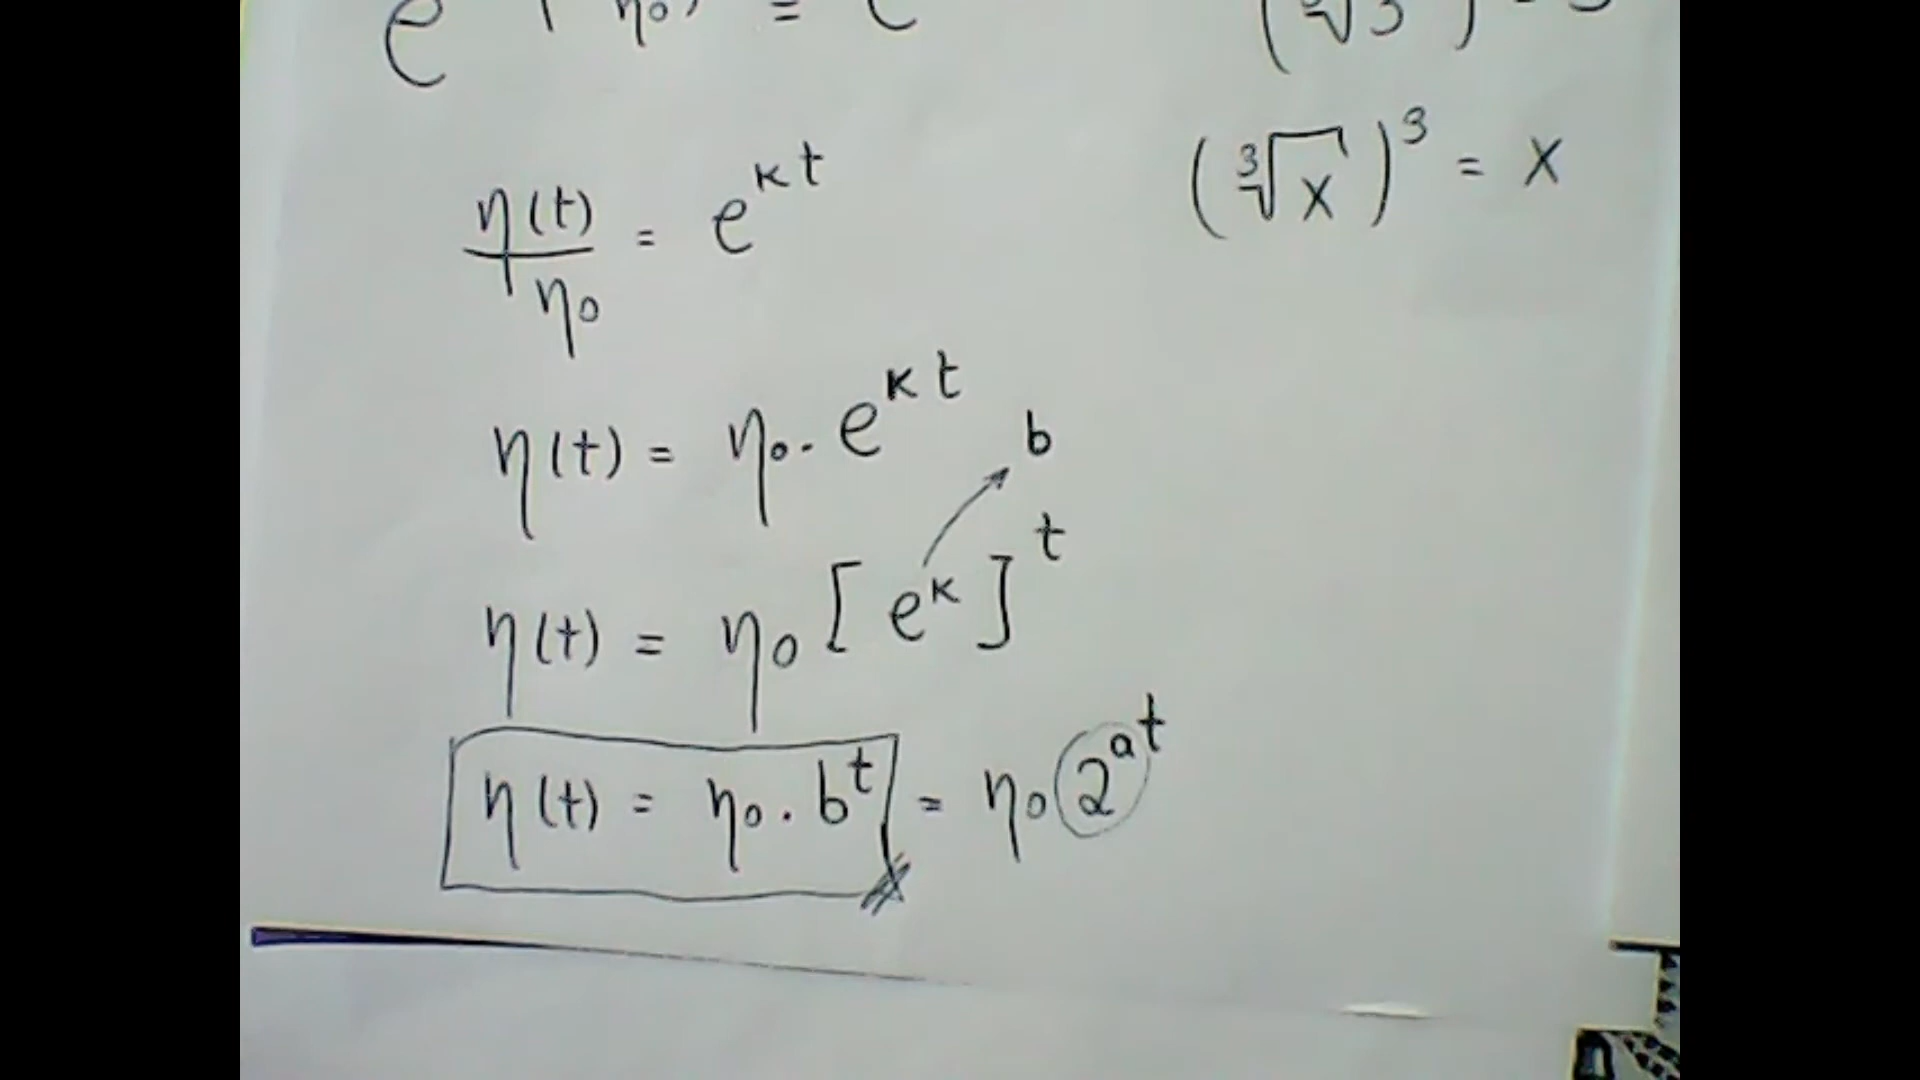 η(t)/η0 = e^κt
(∛x)^3 = x
η(t) = η0 · e^κt
b
η(t) = η0 [e^κ]^t
η(t) = η0 · b^t = η0 2^at